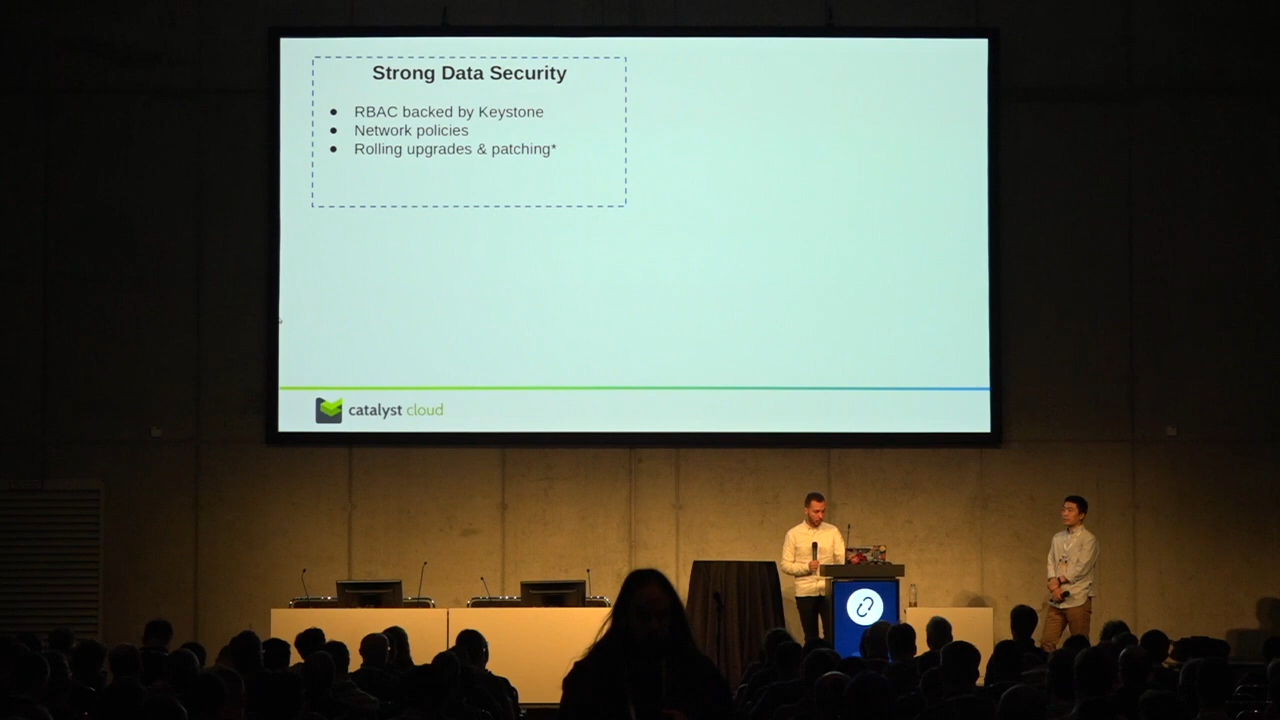 Strong Data Security
● RBAC backed by Keystone
● Network policies
● Rolling upgrades & patching*
catalyst cloud